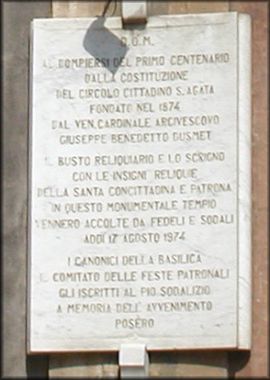 D.O.M.
AL COMPIERSI DEL PRIMO CENTENARIO
DALLA COSTITUZIONE
DEL CIRCOLO CITTADINO S. AGATA
FONDATO NEL 1874
DAL VEN. CARDINALE ARCIVESCOVO
GIUSEPPE BENEDETTO DUSMET
IL BUSTO RELIQUIARIO E LO SCRIGNO
CON LE INSIGNI RELIQUIE
DELLA SANTA CONCITTADINA E PATRONA
IN QUESTO MONUMENTALE TEMPIO
VENNERO ACCOLTE DA FEDELI E SODALI
ADDI 17 AGOSTO 1974
I CANONICI DELLA BASILICA
IL COMITATO DELLE FESTE PATRONALI
GLI ISCRITTI AL PIO SODALIZIO
A MEMORIA DELL'AVVENIMENTO
POSERO